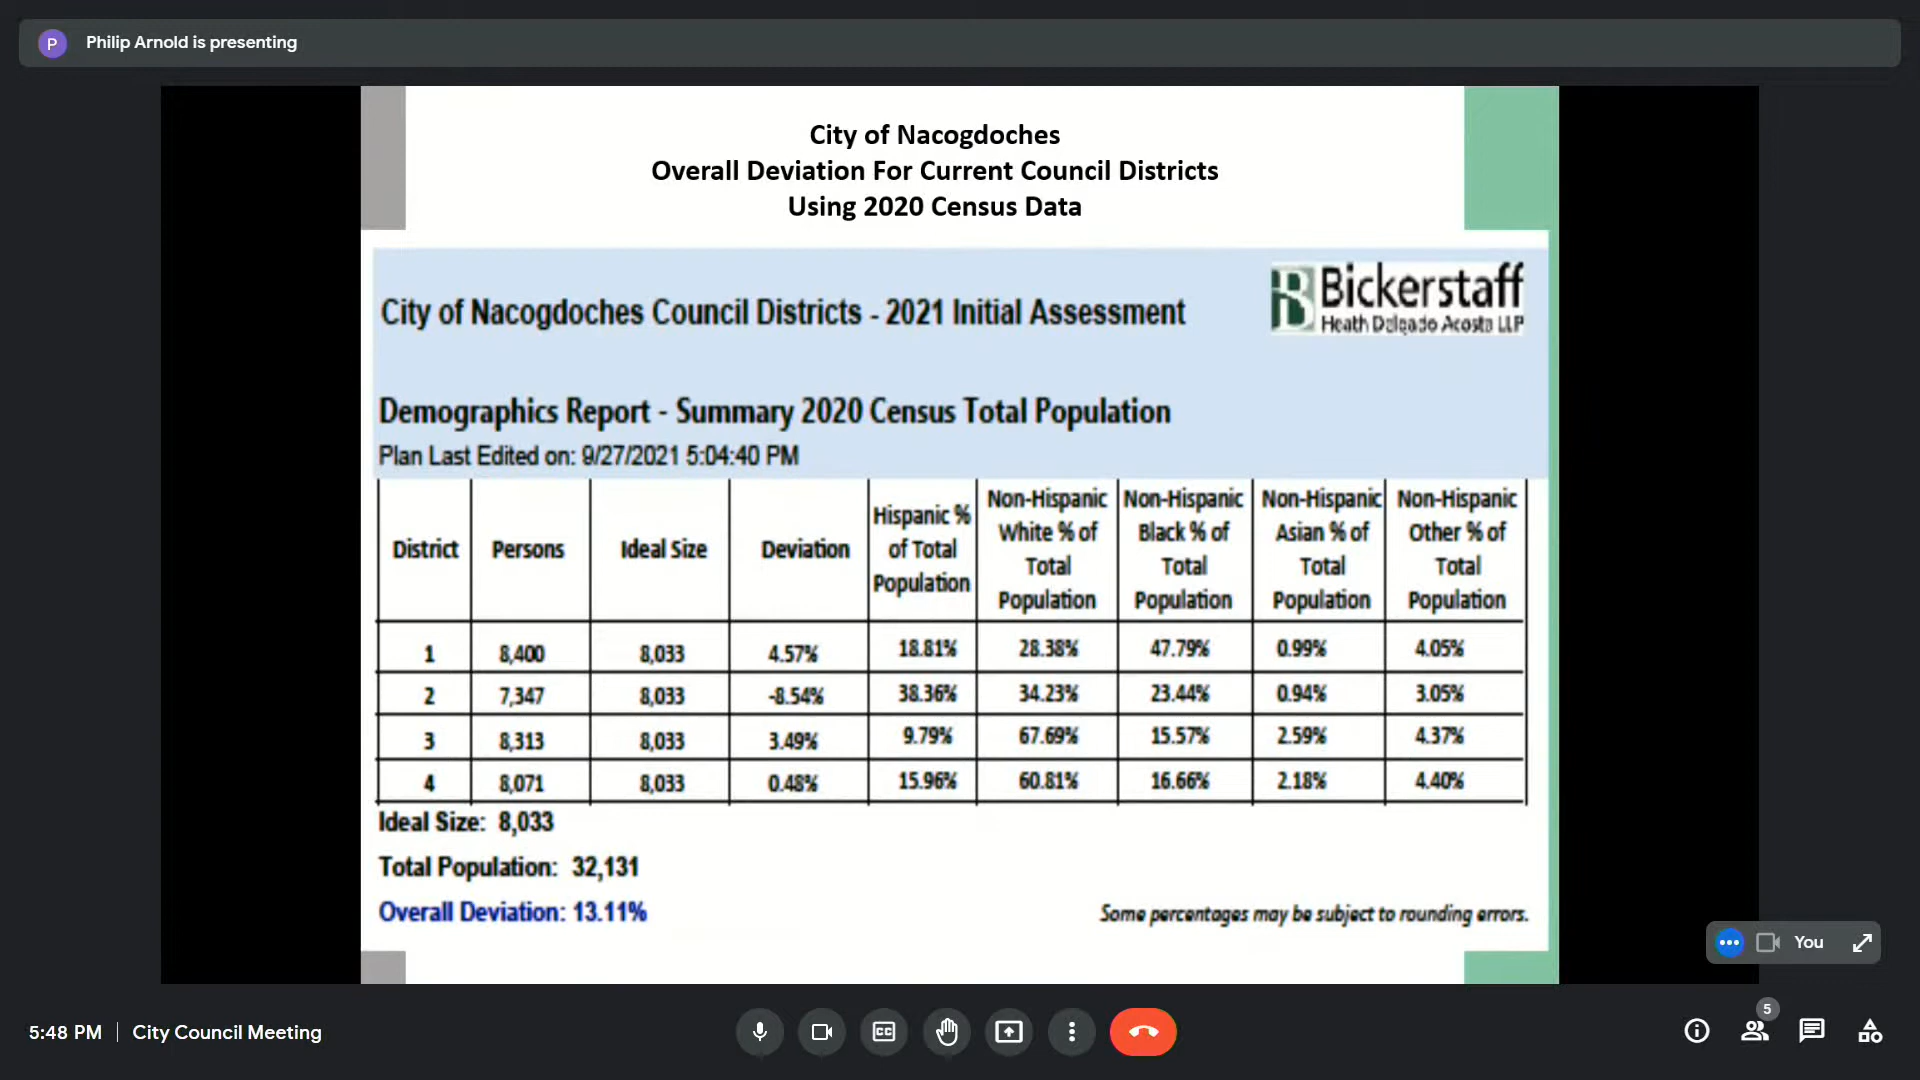 P Philip Arnold is presenting
City of Nacogdoches
Overall Deviation For Current Council Districts
Using 2020 Census Data
City of Nacogdoches Council Districts - 2021 Initial Assessment
B Bickerstaff
Heath Delgado Acosta LLP
Demographics Report - Summary 2020 Census Total Population
Plan Last Edited on: 9/27/2021 5:04:40 PM
District Persons Ideal Size Deviation Hispanic % of Total Population Non-Hispanic White % of Total Population Non-Hispanic Black % of Total Population Non-Hispanic Asian % of Total Population Non-Hispanic Other % of Total Population
1 8,400 8,033 4.57% 18.81% 28.38% 47.79% 0.99% 4.05%
2 7,347 8,033 -8.54% 38.36% 34.23% 23.44% 0.94% 3.05%
3 8,313 8,033 3.49% 9.79% 67.69% 15.57% 2.59% 4.37%
4 8,071 8,033 0.48% 15.96% 60.81% 16.66% 2.18% 4.40%
Ideal Size: 8,033
Total Population: 32,131
Overall Deviation: 13.11%
Some percentages may be subject to rounding errors.
You
5:48 PM | City Council Meeting
CC
5